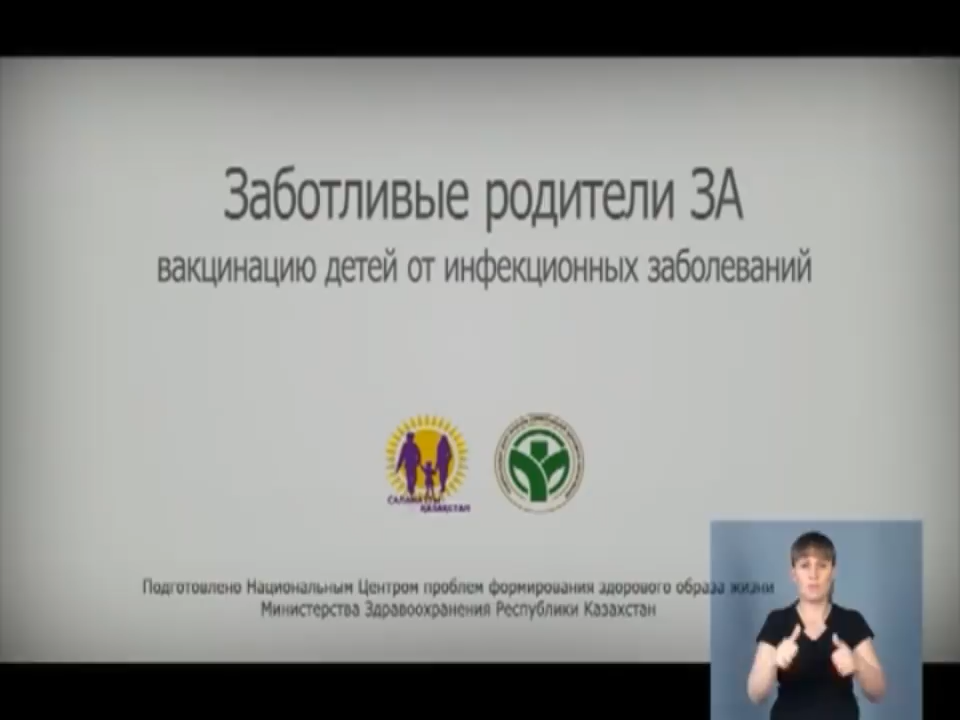 Заботливые родители ЗА
вакцинацию детей от инфекционных заболеваний
САЛАМАТТЫ
ҚАЗАҚСТАН
Подготовлено Национальным Центром проблем формирования здорового образа жизни
Министерства Здравоохранения Республики Казахстан